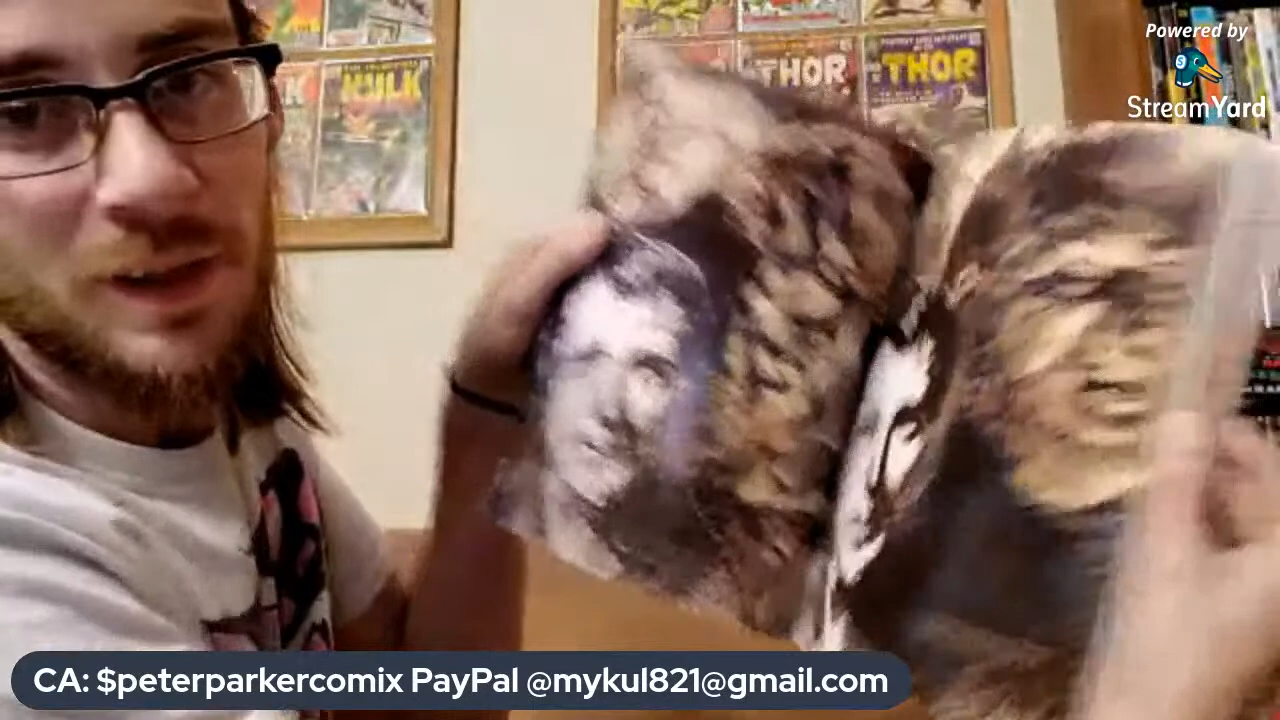 Powered by
StreamYard
HULK
THOR
THOR
CA: $peterparkercomix PayPal @mykul821@gmail.com